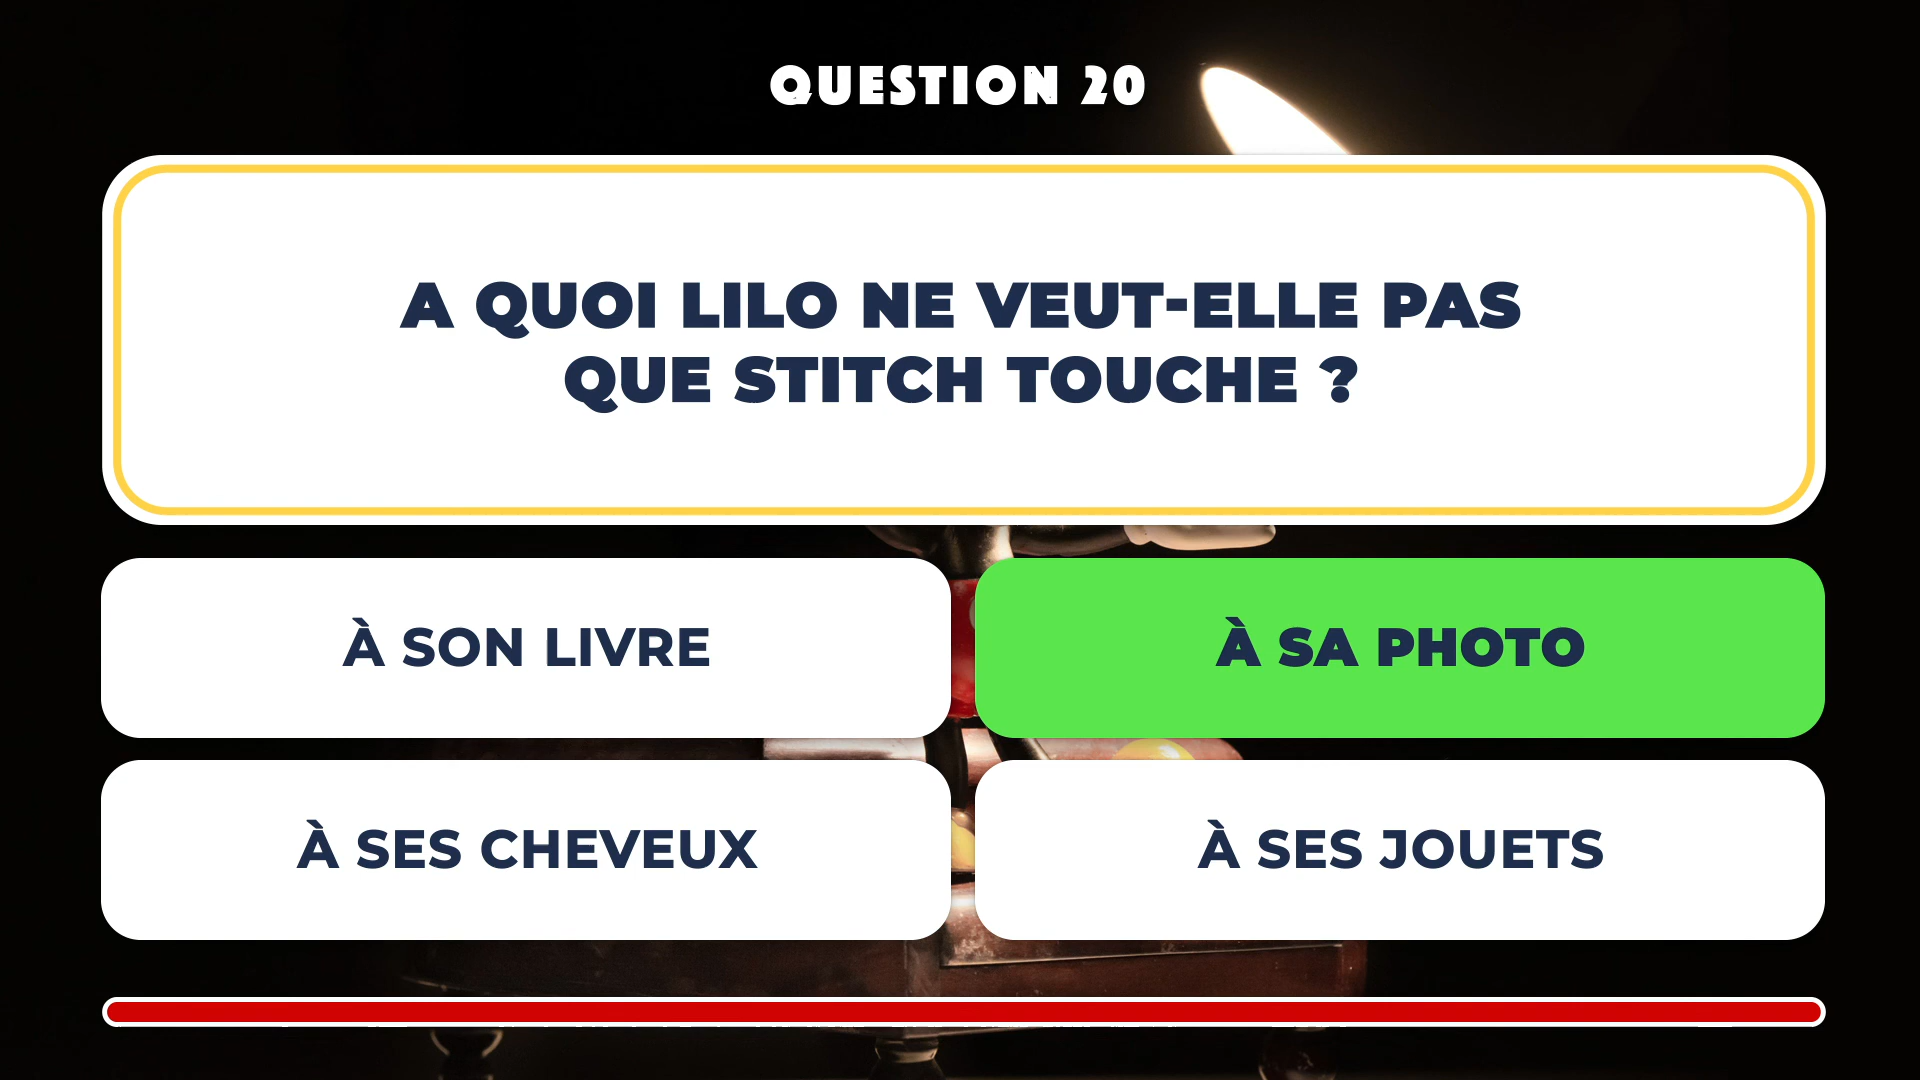 QUESTION 20
A QUOI LILO NE VEUT-ELLE PAS
QUE STITCH TOUCHE ?
À SON LIVRE
À SA PHOTO
À SES CHEVEUX
À SES JOUETS